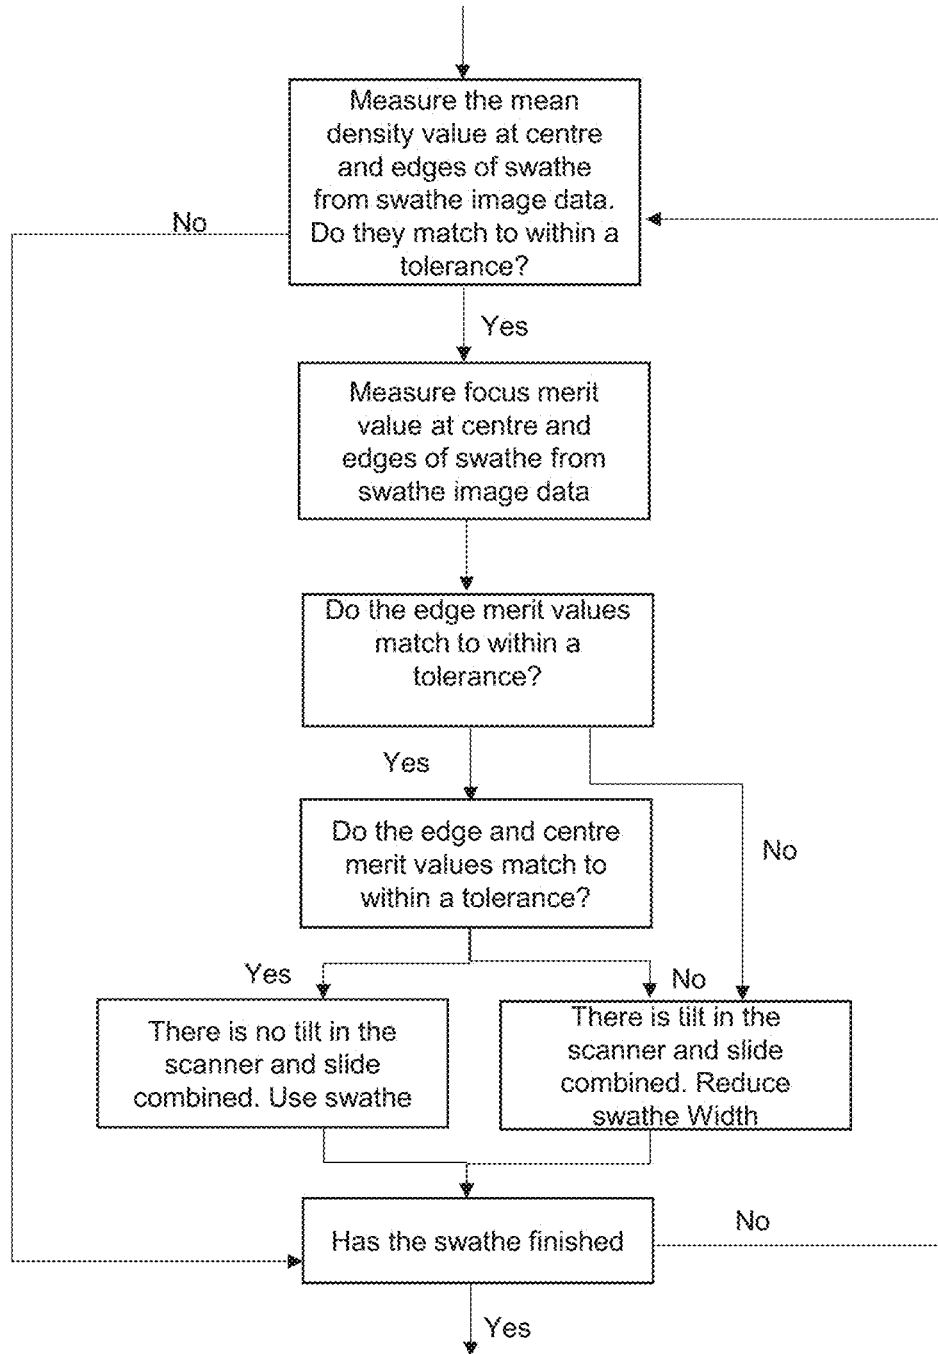 Measure the mean
density value at centre
and edges of swathe
from swathe image data.
Do they match to within a
tolerance?
No
Yes
Measure focus merit
value at centre and
edges of swathe from
swathe image data
Do the edge merit values
match to within a
tolerance?
Yes
No
Do the edge and centre
merit values match to
within a tolerance?
Yes
No
There is no tilt in the
scanner and slide
combined. Use swathe
There is tilt in the
scanner and slide
combined. Reduce
swathe Width
Has the swathe finished
No
Yes